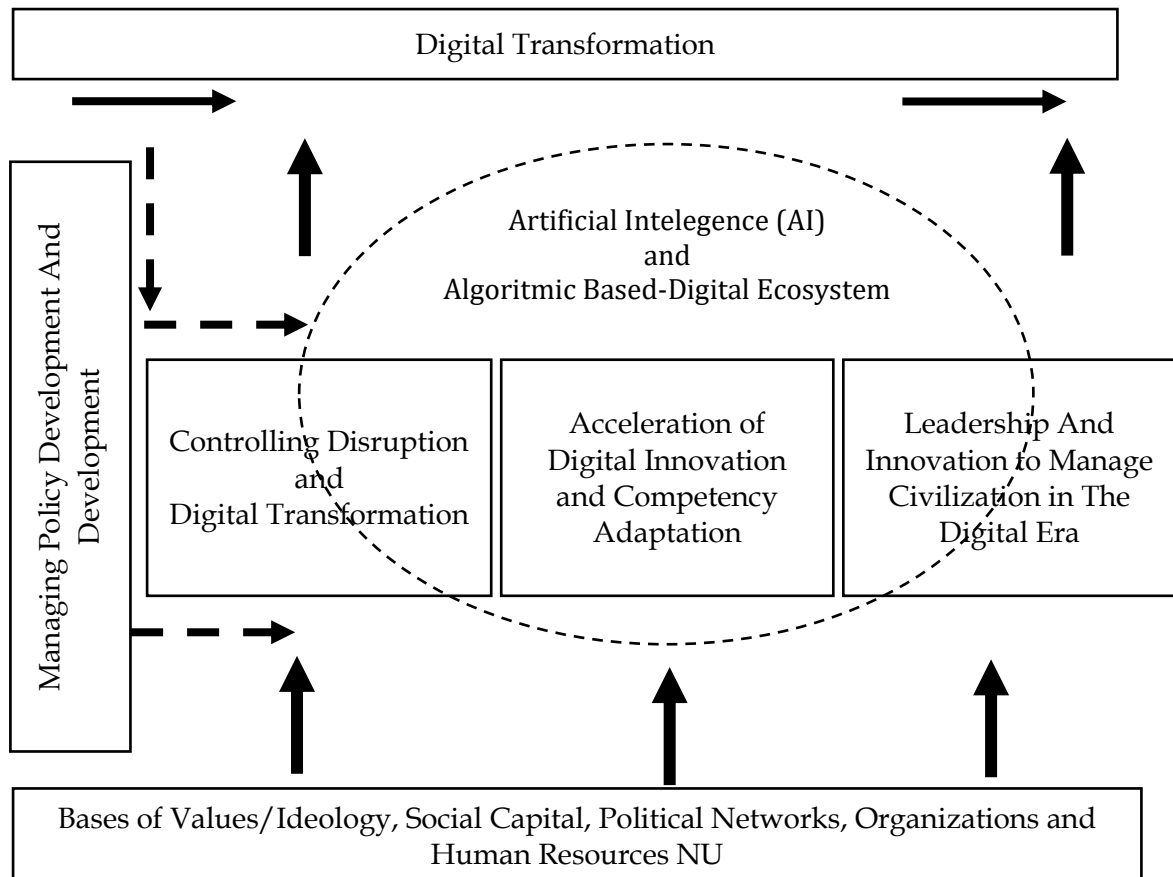 Digital Transformation
Managing Policy Development And
Development
Artificial Intelegence (AI)
and
Algoritmic Based-Digital Ecosystem
Controlling Disruption
and
Digital Transformation
Acceleration of
Digital Innovation
and Competency
Adaptation
Leadership And
Innovation to Manage
Civilization in The
Digital Era
Bases of Values/Ideology, Social Capital, Political Networks, Organizations and
Human Resources NU